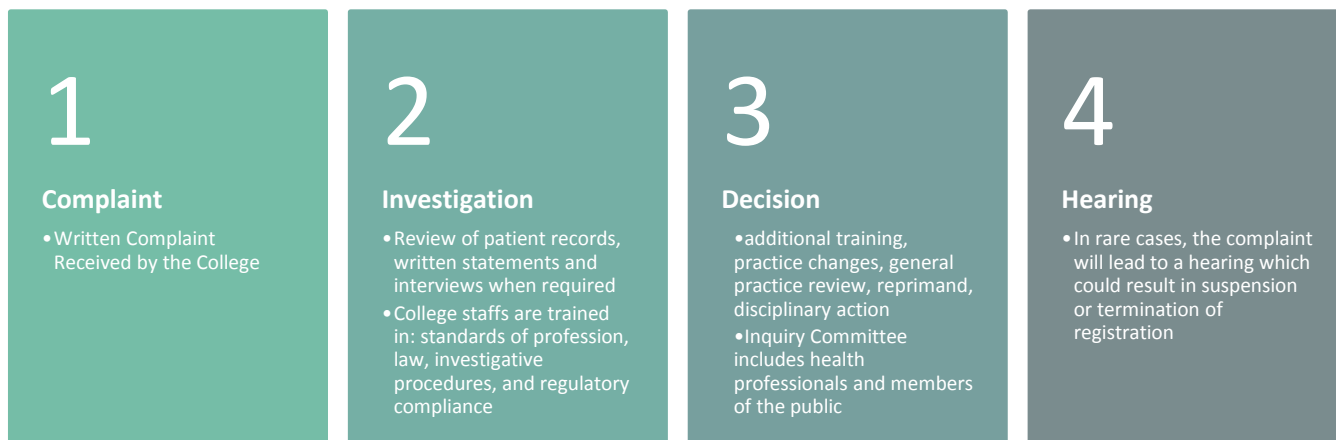 1
Complaint
•Written Complaint
Received by the College
2
Investigation
•Review of patient records,
written statements and
interviews when required
•College staffs are trained
in: standards of profession,
law, investigative
procedures, and regulatory
compliance
3
Decision
•additional training,
practice changes, general
practice review, reprimand,
disciplinary action
•Inquiry Committee
includes health
professionals and members
of the public
4
Hearing
•In rare cases, the complaint
will lead to a hearing which
could result in suspension
or termination of
registration